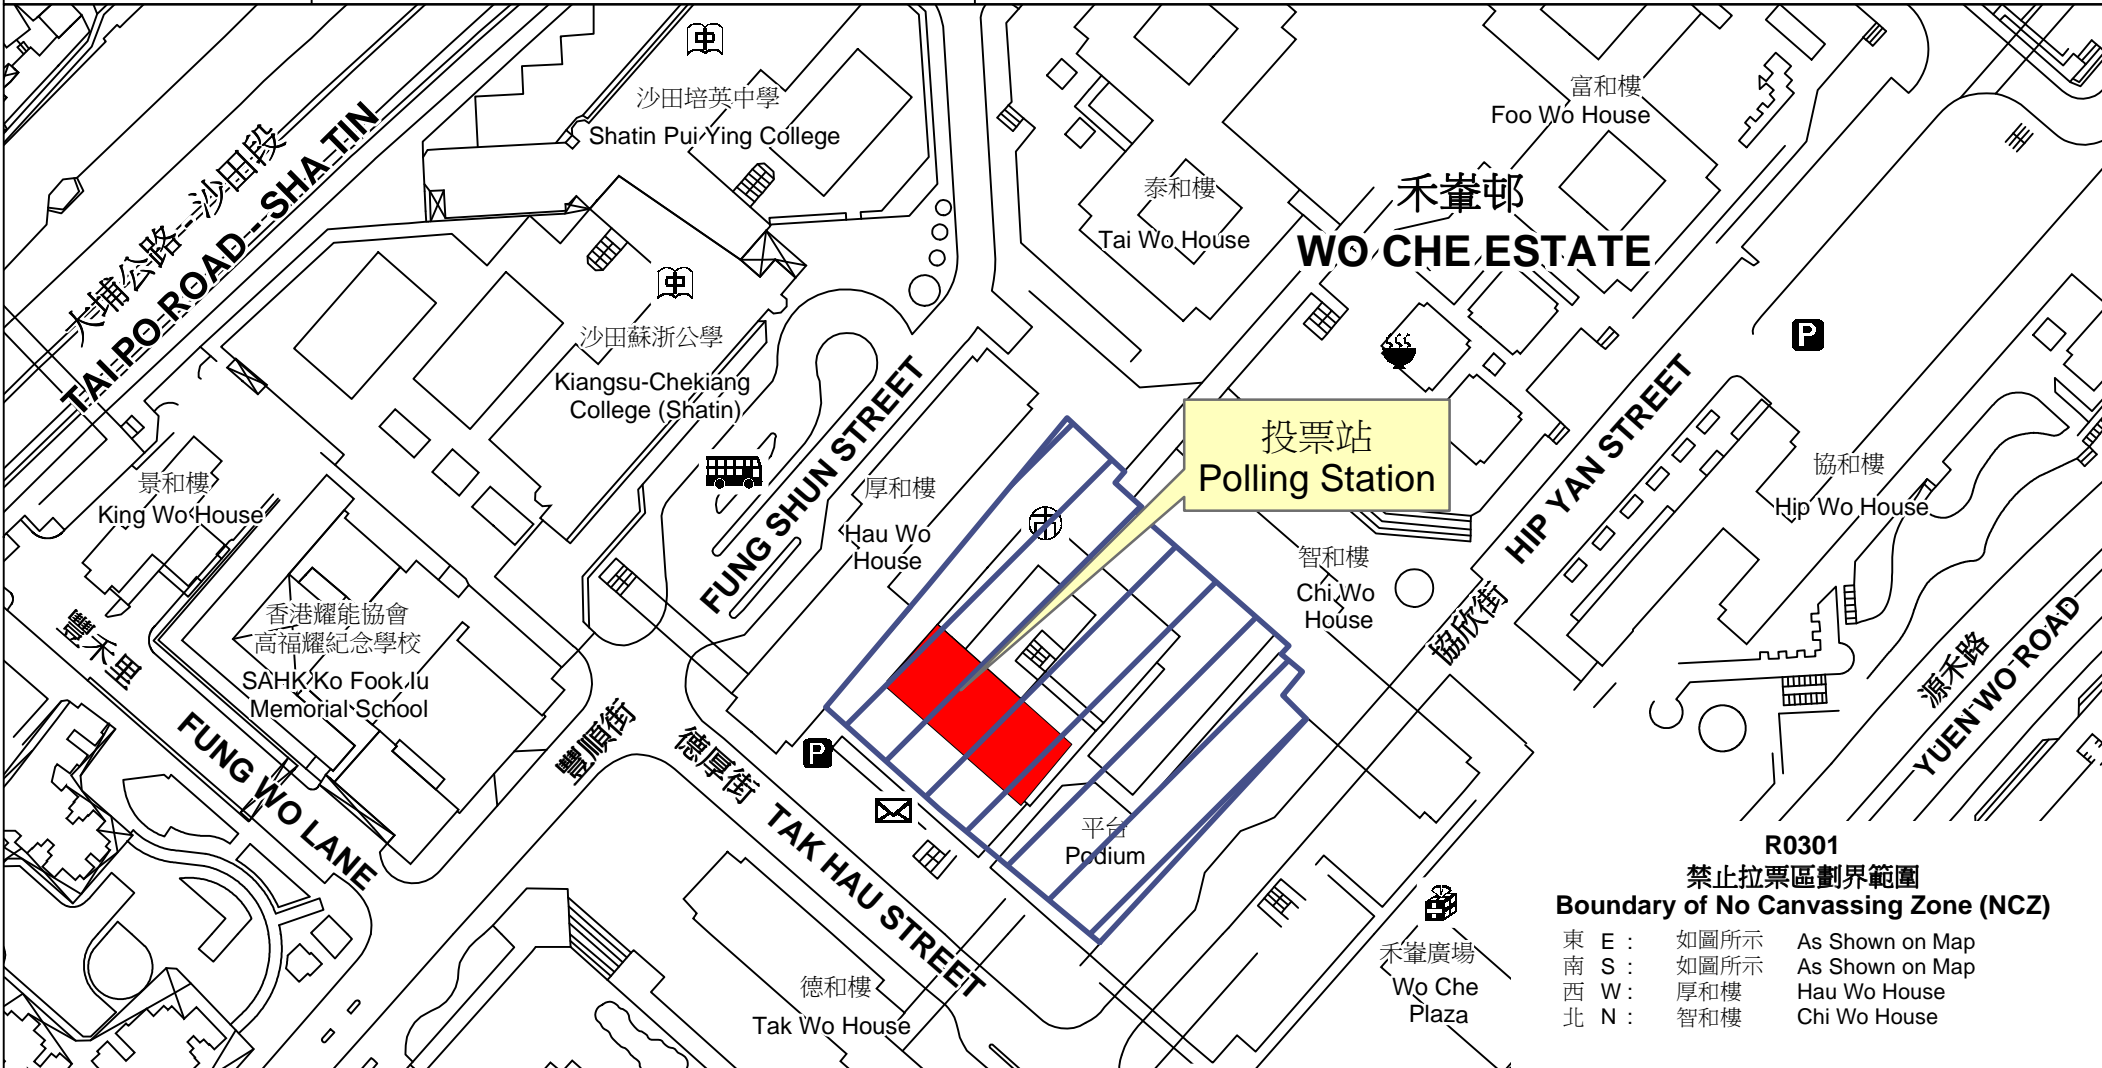 沙田培英中學
Shatin Pui Ying College
富和樓
Foo Wo House
大埔公路 - 沙田段
TAI PO ROAD - SHA TIN
泰和樓
Tai Wo House
禾輋邨
WO CHE ESTATE
沙田蘇浙公學
Kiangsu-Chekiang
College (Shatin)
FUNG SHUN STREET
豐順街
投票站
Polling Station
HIP YAN STREET
協欣街
P
協和樓
Hip Wo House
景和樓
King Wo House
厚和樓
Hau Wo
House
智和樓
Chi Wo
House
香港耀能協會
高福耀紀念學校
SAHK Ko Fook Iu
Memorial School
豐禾里
FUNG WO LANE
德厚街 TAK HAU STREET
P
源禾路
YUEN WO ROAD
平台
Podium
德和樓
Tak Wo House
禾輋廣場
Wo Che
Plaza
R0301
禁止拉票區劃界範圍
Boundary of No Canvassing Zone (NCZ)
東 E : 如圖所示 As Shown on Map
南 S : 如圖所示 As Shown on Map
西 W : 厚和樓 Hau Wo House
北 N : 智和樓 Chi Wo House